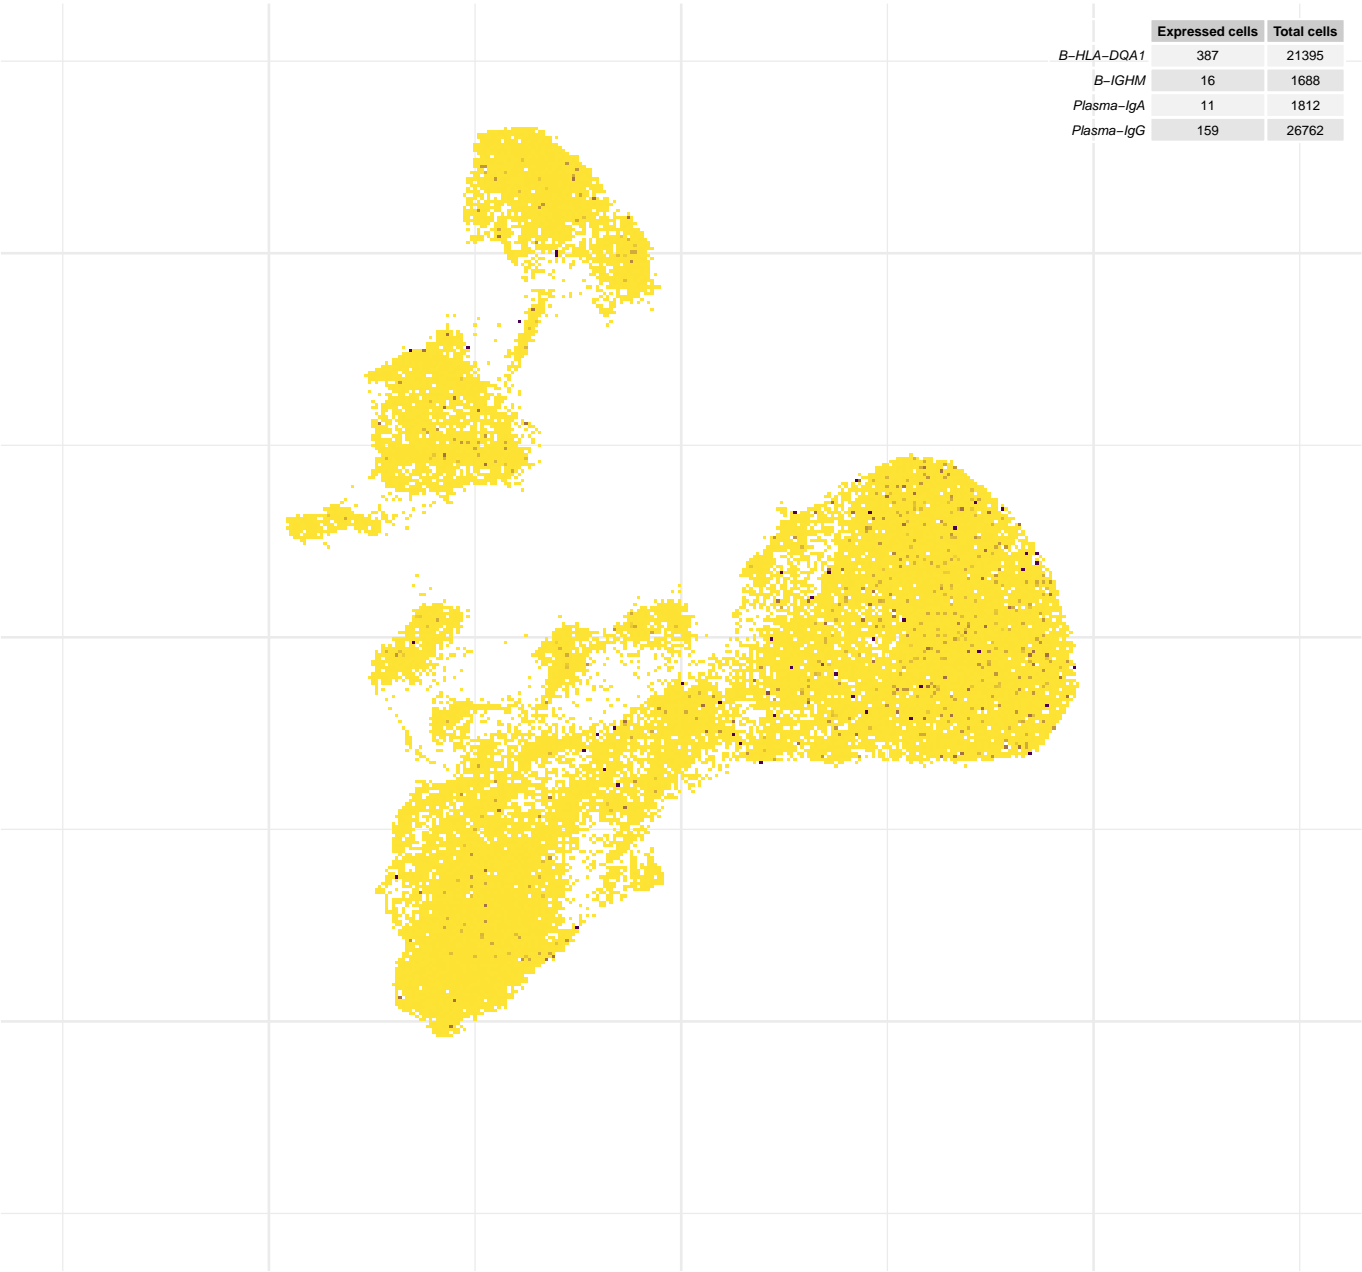 Expressed cells Total cells
B−HLA−DQA1 387 21395
B−IGHM 16 1688
Plasma−IgA 11 1812
Plasma−IgG 159 26762